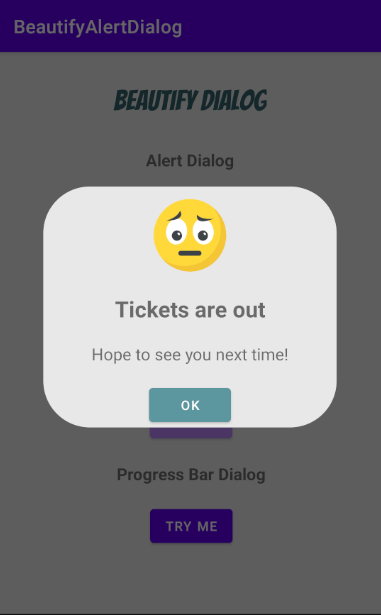 BeautifyAlertDialog
BEAUTIFY DIALOG
Alert Dialog
Tickets are out
Hope to see you next time!
OK
Progress Bar Dialog
TRY ME